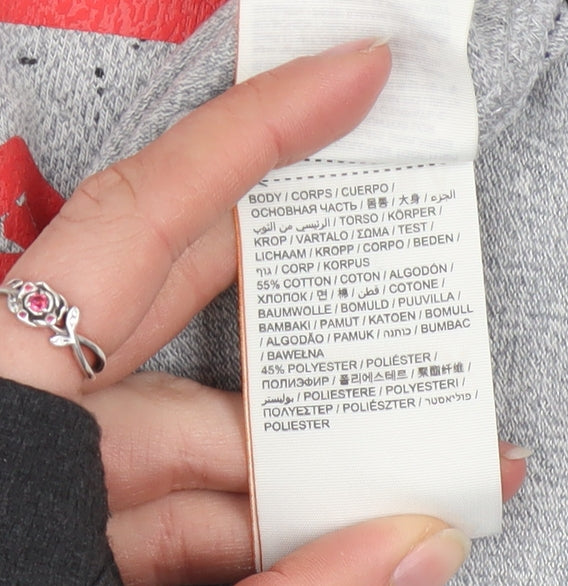 BODY / CORPS / CUERPO /
ОСНОВНАЯ ЧАСТЬ / 몸통 / 大身 / الجزء
الرئيسي من الثوب / TORSO / KÖRPER /
KROP / VARTALO / ΣΩΜΑ / TEST /
LICHAAM / KROPP / CORPO / BEDEN /
גוף / CORP / KORPUS
55% COTTON / COTON / ALGODÓN /
ХЛОПОК / 면 / 棉 / قطن / COTONE /
BAUMWOLLE / BOMULD / PUUVILLA /
ΒΑΜΒΑΚΙ / PAMUT / KATOEN / BOMULL
/ ALGODÃO / PAMUK / כותנה / BUMBAC
/ BAWEŁNA
45% POLYESTER / POLIÉSTER /
ПОЛИЭФИР / 폴리에스테르 / 聚酯纤维 /
بوليستر / POLIESTERE / POLYESTERI /
ΠΟΛΥΕΣΤΕΡ / POLIÉSZTER / פוליאסטר /
POLIESTER